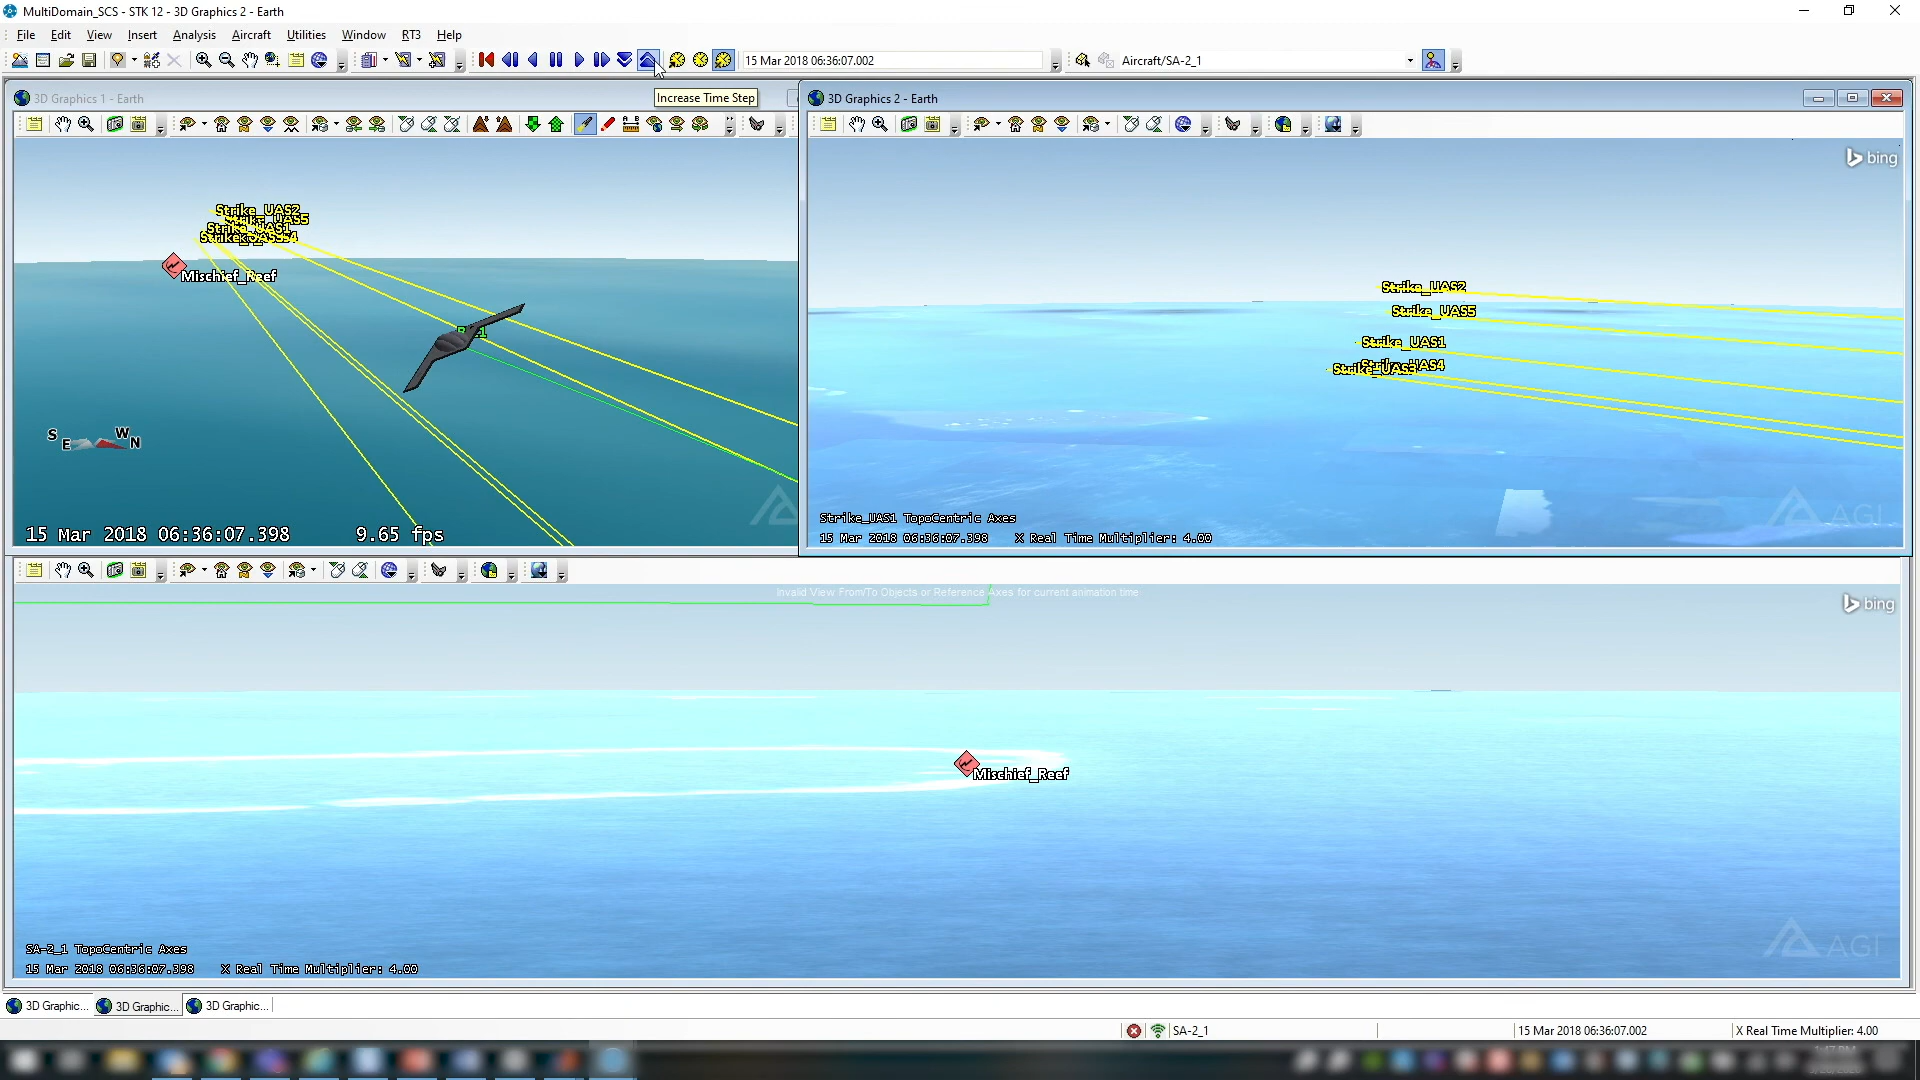 MultiDomain_SCS - STK 12 - 3D Graphics 2 - Earth
File Edit View Insert Analysis Aircraft Utilities Window RT3 Help
15 Mar 2018 06:36:07.002
Aircraft/SA-2_1
Increase Time Step
3D Graphics 1 - Earth
Strike_UAS2
UAS5
Mischief_Reef
S E W N
15 Mar 2018 06:36:07.398 9.65 fps
3D Graphics 2 - Earth
bing
Strike_UAS2
Strike_UAS5
Strike_UAS1
Strike_UAS4
Strike_UAS3
Strike_UAS1 TopoCentric Axes
15 Mar 2018 06:36:07.398 X Real Time Multiplier: 4.00
AGI
Invalid View From/To Objects or Reference Axes for current animation time
bing
Mischief_Reef
SA-2_1 TopoCentric Axes
15 Mar 2018 06:36:07.398 X Real Time Multiplier: 4.00
AGI
3D Graphic... 3D Graphic... 3D Graphic...
SA-2_1 15 Mar 2018 06:36:07.002 X Real Time Multiplier: 4.00